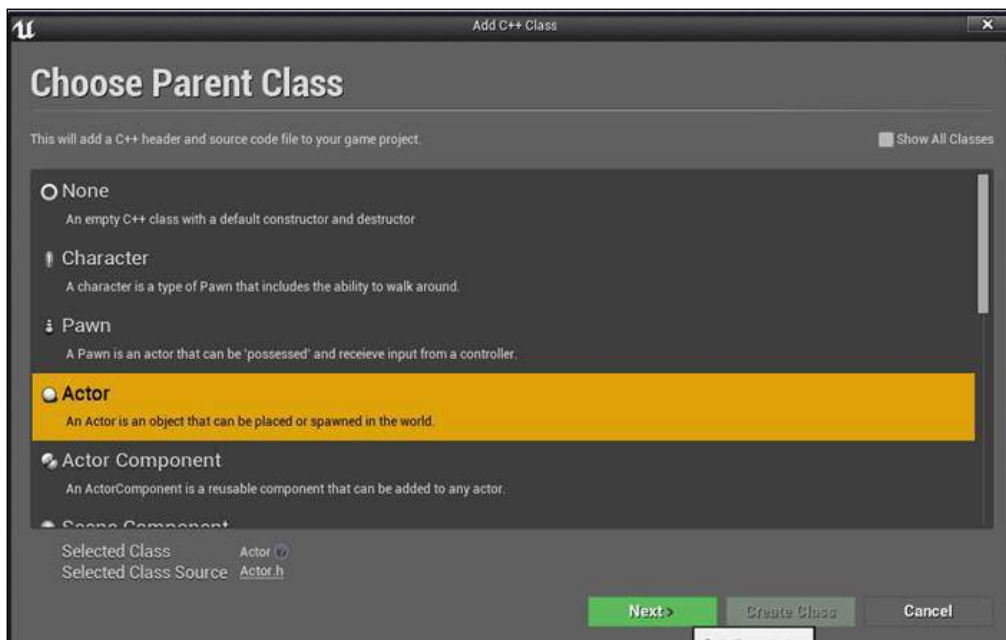 Add C++ Class
Choose Parent Class
This will add a C++ header and source code file to your game project.
Show All Classes
None
An empty C++ class with a default constructor and destructor
Character
A character is a type of Pawn that includes the ability to walk around.
Pawn
A Pawn is an actor that can be 'possessed' and receieve input from a controller.
Actor
An Actor is an object that can be placed or spawned in the world.
Actor Component
An ActorComponent is a reusable component that can be added to any actor.
Scene Component
Selected Class Actor
Selected Class Source Actor.h
Next > Create Class Cancel